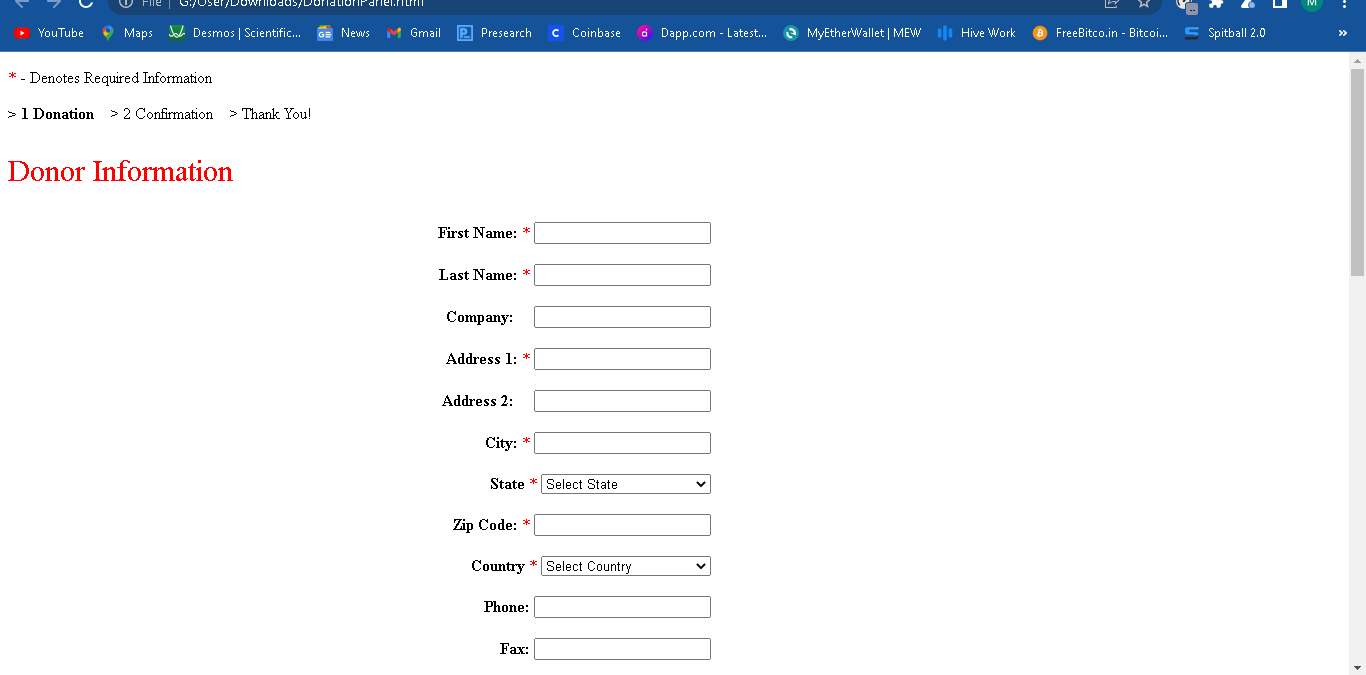 File | G:/User/Downloads/DonationPanel.html
YouTube Maps Desmos | Scientific... News Gmail Presearch Coinbase Dapp.com - Latest... MyEtherWallet | MEW Hive Work FreeBitco.in - Bitcoi... Spitball 2.0 »
* - Denotes Required Information
> 1 Donation > 2 Confirmation > Thank You!
Donor Information
First Name: *
Last Name: *
Company:
Address 1: *
Address 2:
City: *
State * Select State
Zip Code: *
Country * Select Country
Phone:
Fax: